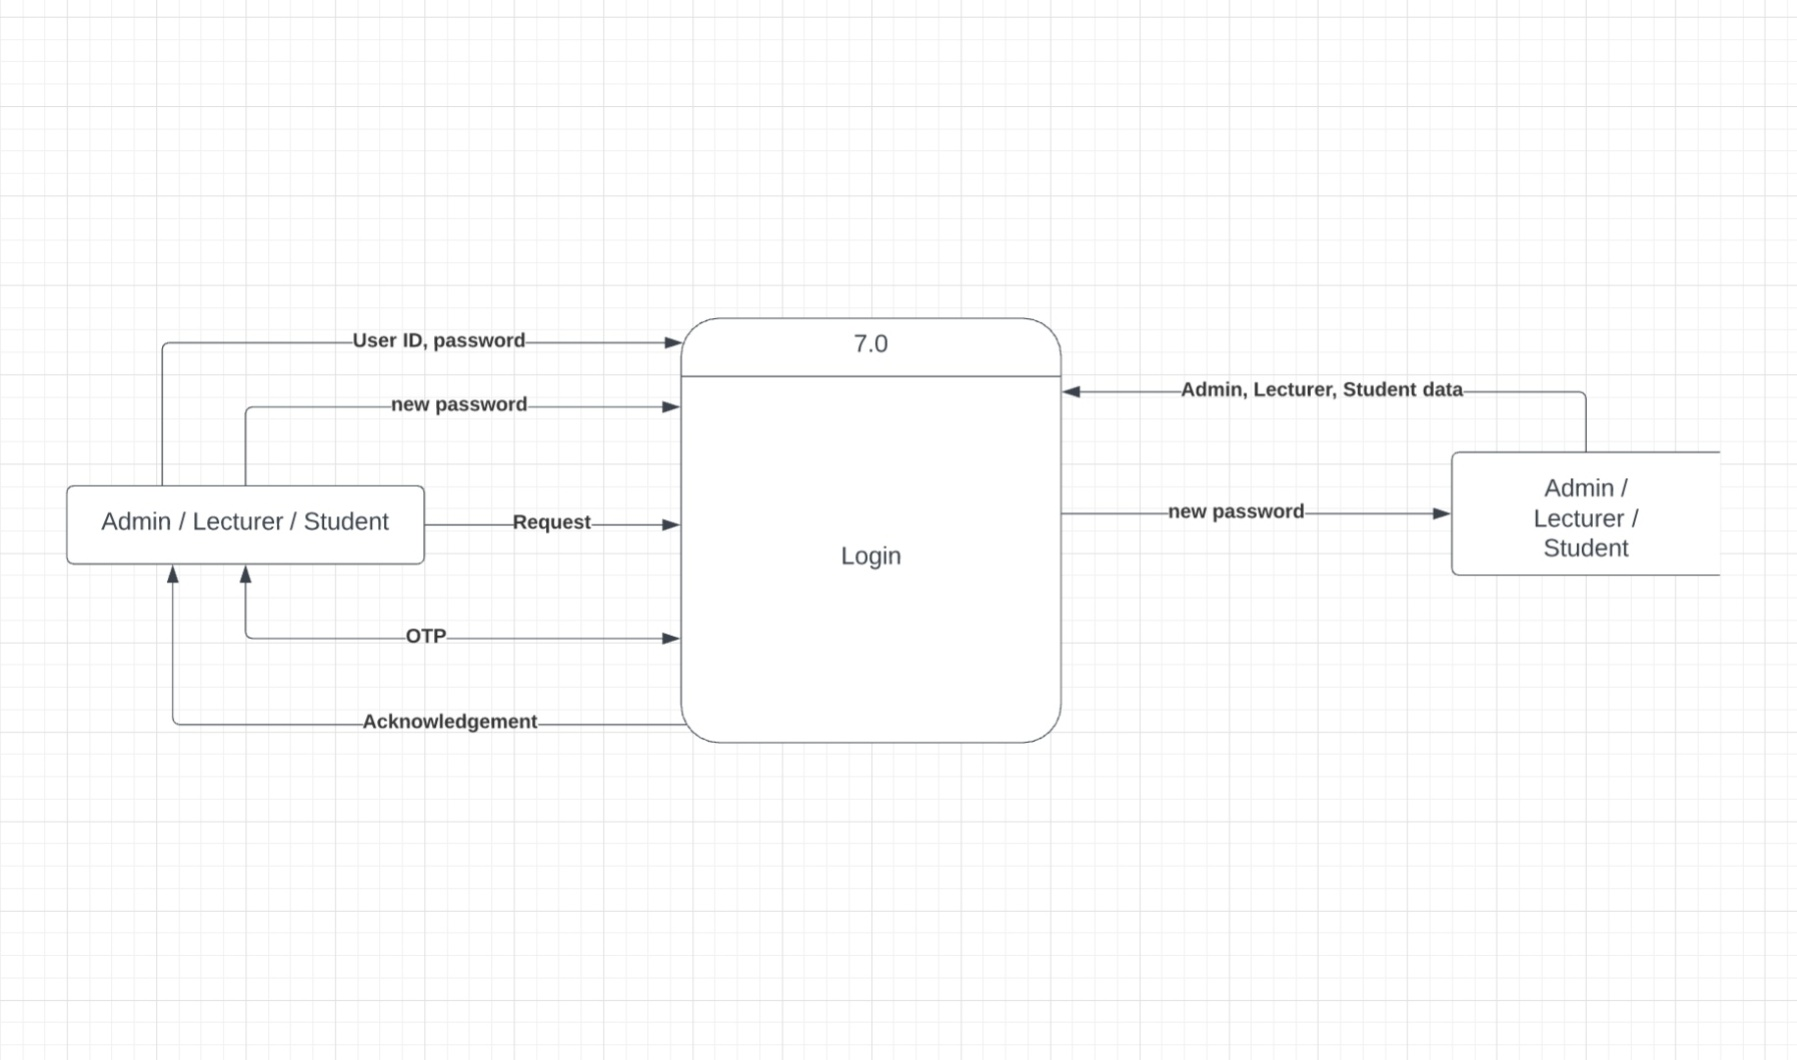 7.0
User ID, password
Admin, Lecturer, Student data
new password
Admin / Lecturer / Student
Request
new password
Admin /
Lecturer /
Student
Login
OTP
Acknowledgement